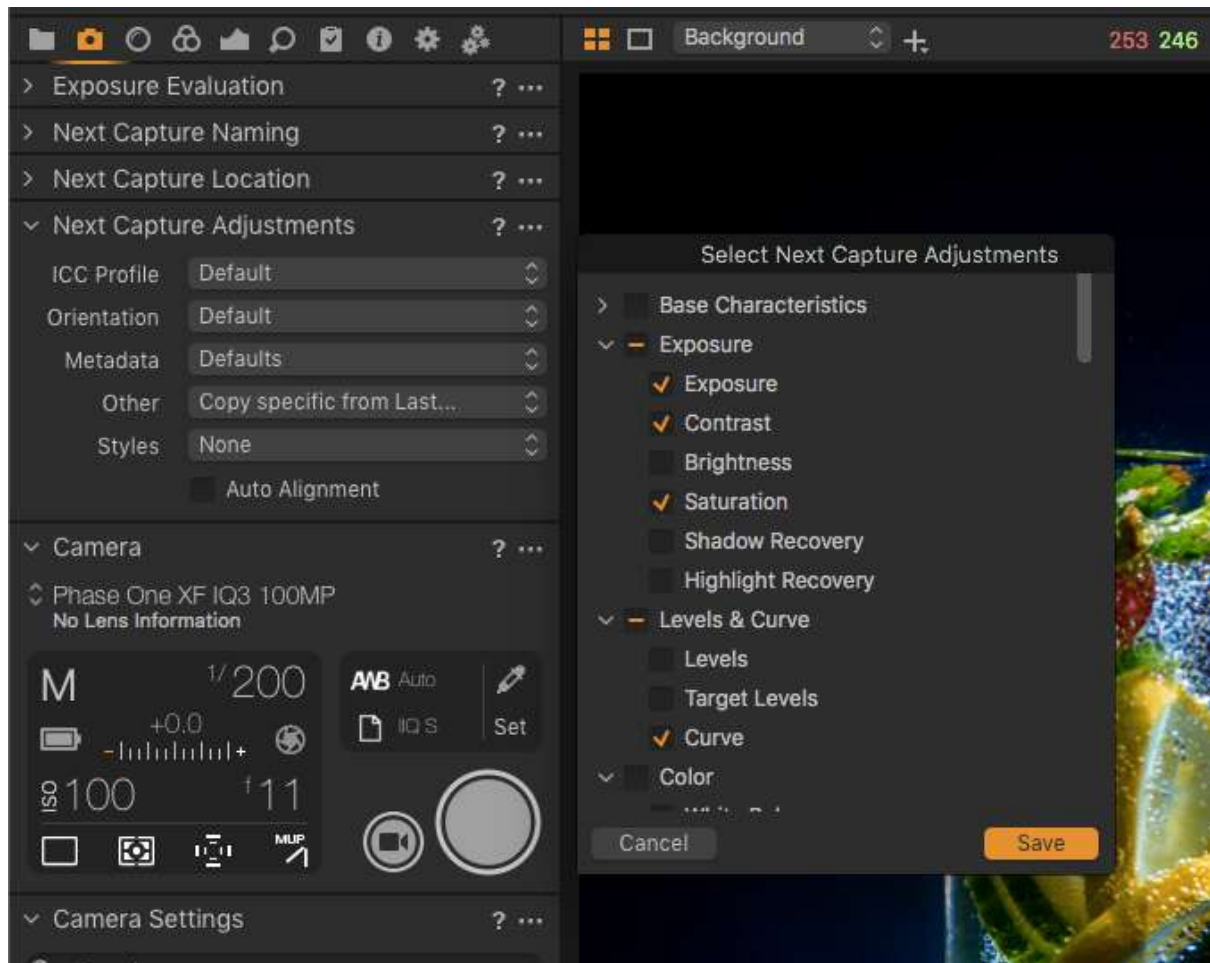 Background
253 246
Exposure Evaluation ? ...
Next Capture Naming ? ...
Next Capture Location ? ...
Next Capture Adjustments ? ...
ICC Profile Default
Orientation Default
Metadata Defaults
Other Copy specific from Last...
Styles None
Auto Alignment
Camera ? ...
Phase One XF IQ3 100MP
No Lens Information
M 1/200
+0.0
- +
ISO 100 f 11
MUP
AWB Auto
IIQ S Set
Camera Settings ? ...
Select Next Capture Adjustments
Base Characteristics
Exposure
Exposure
Contrast
Brightness
Saturation
Shadow Recovery
Highlight Recovery
Levels & Curve
Levels
Target Levels
Curve
Color
Cancel Save